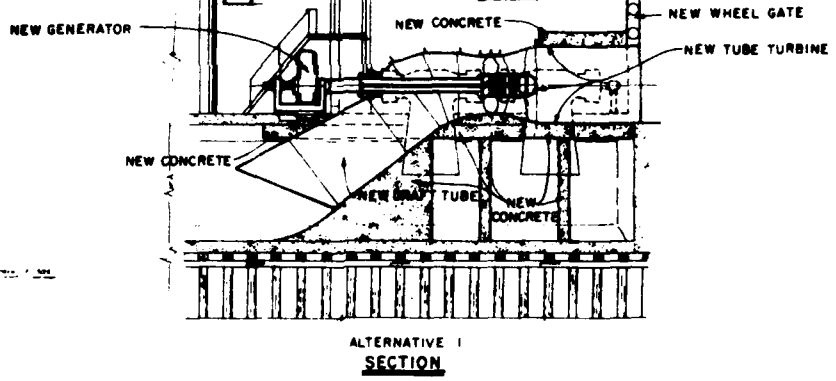 NEW WHEEL GATE
NEW CONCRETE
NEW GENERATOR
NEW TUBE TURBINE
NEW CONCRETE
NEW DRAFT TUBE
NEW
CONCRETE
ALTERNATIVE I
SECTION